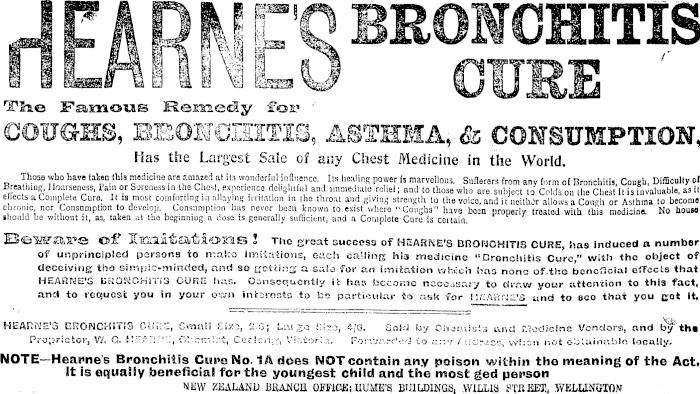 HEARNE'S BRONCHITIS
CURE
The Famous Remedy for
COUGHS, BRONCHITIS, ASTHMA, & CONSUMPTION,
Has the Largest Sale of any Chest Medicine in the World.
Those who have taken this medicine are amazed at its wonderful influence. Its healing power is marvellous. Sufferers from any form of Bronchitis, Cough, Difficulty of
Breathing, Hoarseness, Pain or Soreness in the Chest, experience delightful and immediate relief; and to those who are subject to Colds on the Chest it is invaluable, as it
effects a Complete Cure. It is most comforting in allaying irritation in the throat and giving strength to the voice, and it neither allows a Cough or Asthma to become
chronic, nor Consumption to develop. Consumption has never been known to exist where "Coughs" have been properly treated with this medicine. No house
should be without it, as, taken at the beginning a dose is generally sufficient, and a Complete Cure is certain.
Beware of Imitations! The great success of HEARNE'S BRONCHITIS CURE, has induced a number
of unprincipled persons to make imitations, each calling his medicine "Bronchitis Cure," with the object of
deceiving the simple-minded, and so getting a sale for an imitation which has none of the beneficial effects that
HEARNE'S BRONCHITIS CURE has. Consequently it has become necessary to draw your attention to this fact,
and to request you in your own interests to be particular to ask for HEARNE'S and to see that you get it.
HEARNE'S BRONCHITIS CURE, Small Size, 2/6; Large Size, 4/6. Sold by Chemists and Medicine Vendors, and by the
Proprietor, W. G. HEARNE, Chemist, Geelong, Victoria. Forwarded to any Address, when not obtainable locally.
NOTE—Hearne's Bronchitis Cure No. 1A does NOT contain any poison within the meaning of the Act.
It is equally beneficial for the youngest child and the most ged person
NEW ZEALAND BRANCH OFFICE; HUME'S BUILDINGS, WILLIS STREET, WELLINGTON